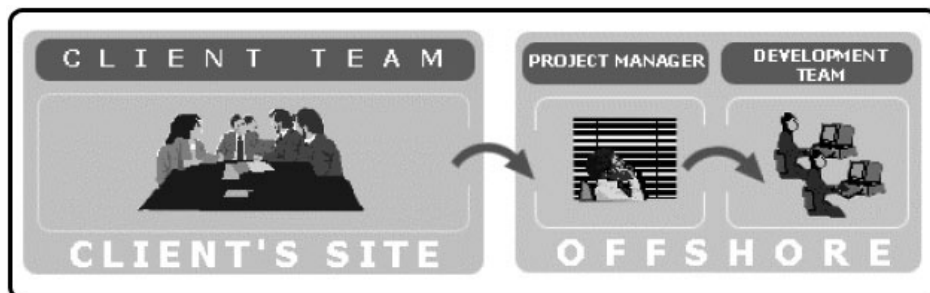 CLIENT TEAM
PROJECT MANAGER
DEVELOPMENT
TEAM
CLIENT'S SITE
OFFSHORE